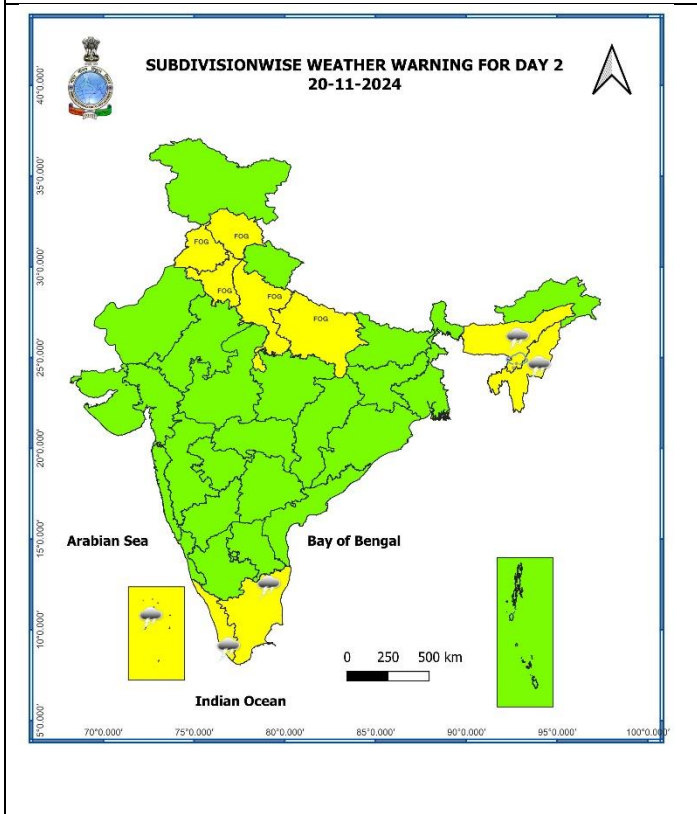 SUBDIVISIONWISE WEATHER WARNING FOR DAY 2
20-11-2024
40°0.000'
35°0.000'
30°0.000'
25°0.000'
20°0.000'
15°0.000'
10°0.000'
5°0.000'
FOG
FOG
FOG
FOG
FOG
Arabian Sea
Bay of Bengal
0 250 500 km
Indian Ocean
70°0.000' 75°0.000' 80°0.000' 85°0.000' 90°0.000' 95°0.000' 100°0.000'